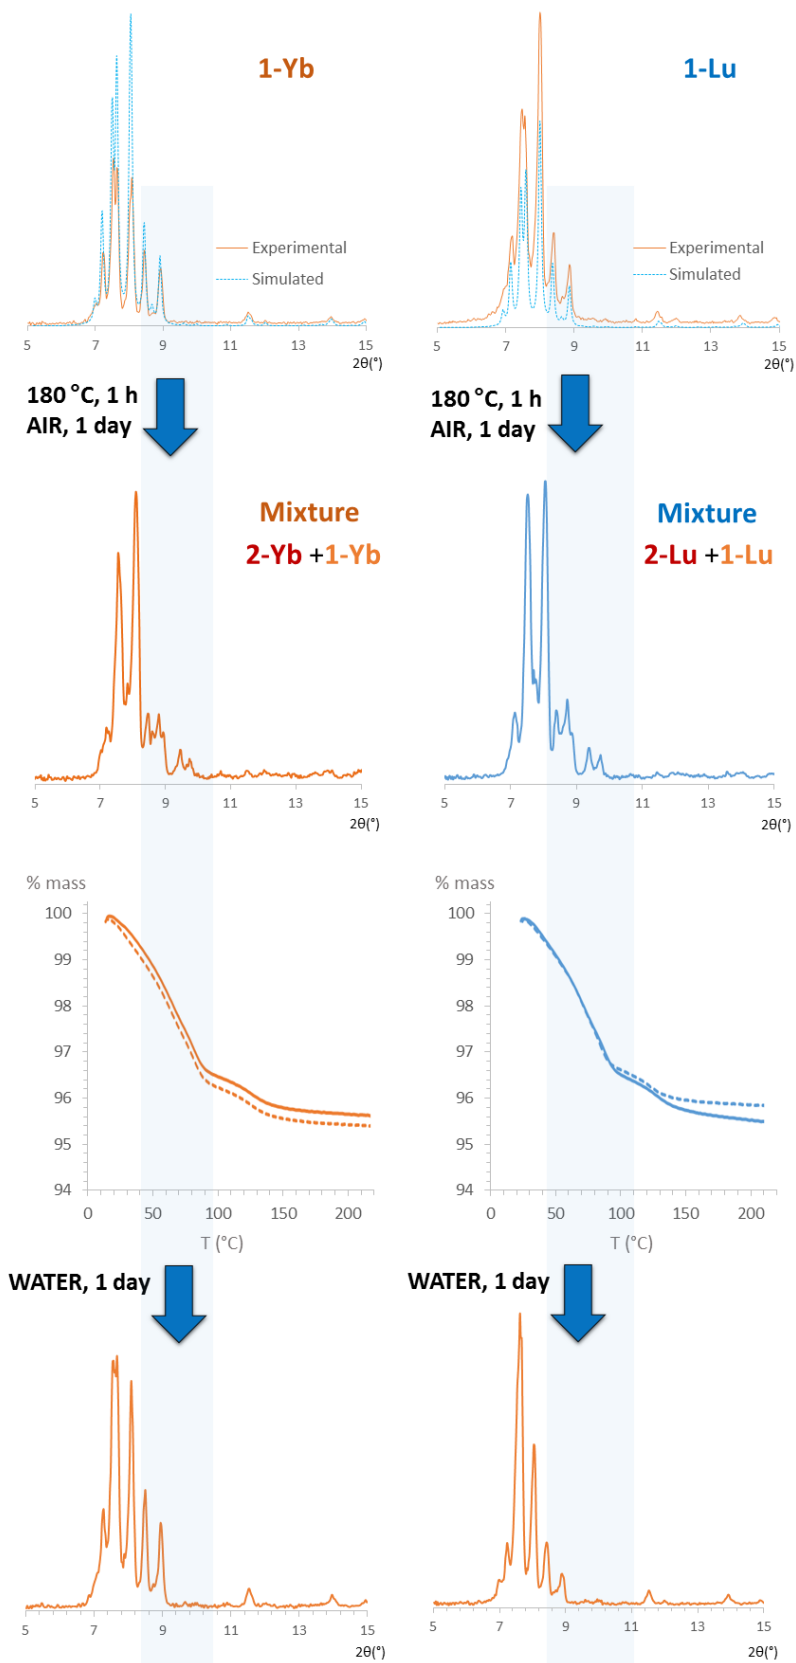 1-Yb
1-Lu
Experimental
Simulated
Experimental
Simulated
5 7 9 11 13 15
2θ(°)
5 7 9 11 13 15
2θ(°)
180 °C, 1 h
AIR, 1 day
180 °C, 1 h
AIR, 1 day
Mixture
2-Yb +1-Yb
Mixture
2-Lu +1-Lu
5 7 9 11 13 15
2θ(°)
5 7 9 11 13 15
2θ(°)
% mass
100
99
98
97
96
95
94
0 50 100 150 200
T (°C)
% mass
100
99
98
97
96
95
94
0 50 100 150 200
T (°C)
WATER, 1 day
WATER, 1 day
5 7 9 11 13 15
2θ(°)
5 7 9 11 13 15
2θ(°)